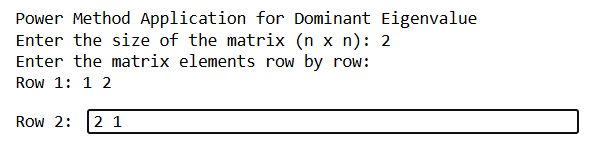 Power Method Application for Dominant Eigenvalue
Enter the size of the matrix (n x n): 2
Enter the matrix elements row by row:
Row 1: 1 2
Row 2: 2 1